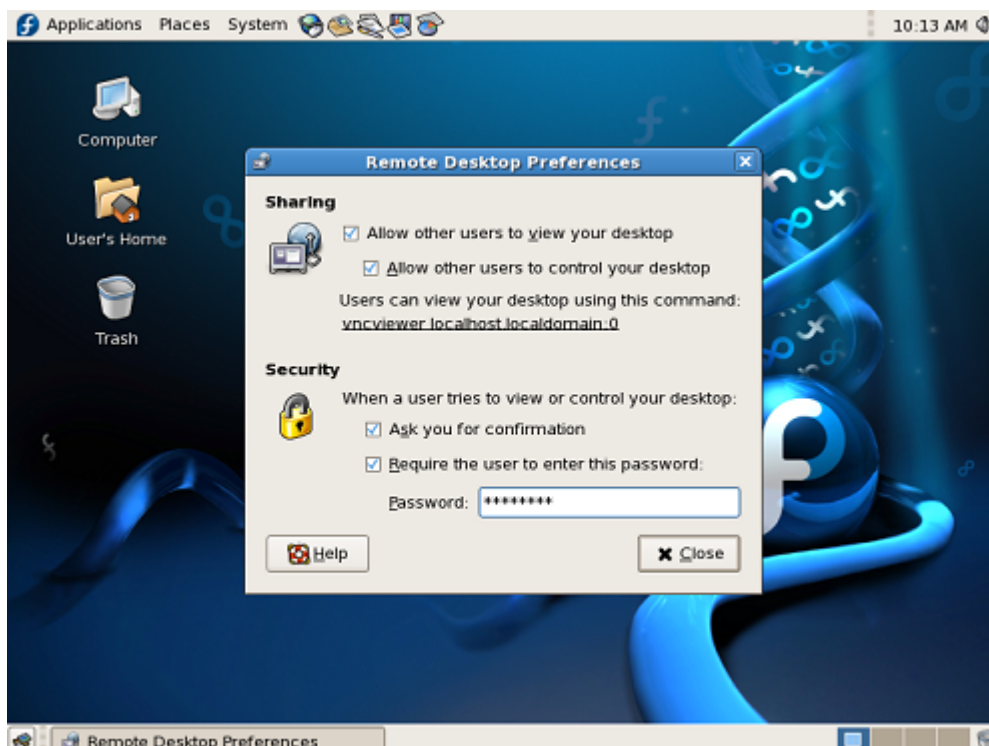 Applications Places System
10:13 AM
Computer
User's Home
Trash
Remote Desktop Preferences
Sharing
Allow other users to view your desktop
Allow other users to control your desktop
Users can view your desktop using this command:
vncviewer localhost.localdomain:0
Security
When a user tries to view or control your desktop:
Ask you for confirmation
Require the user to enter this password:
Password: ********
Help
Close
Remote Desktop Preferences